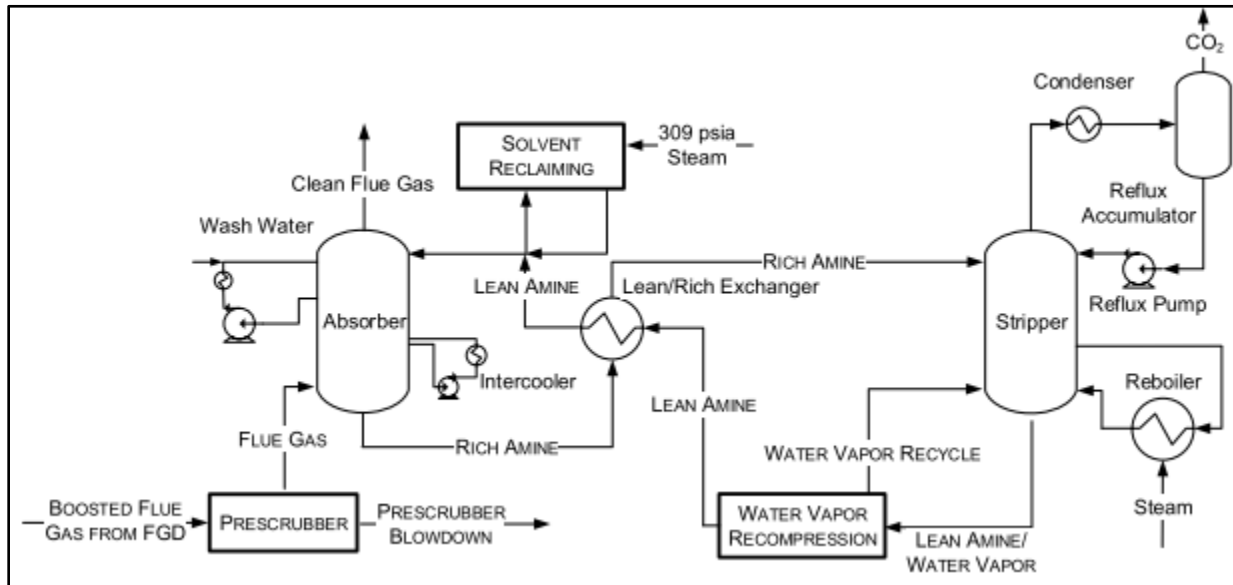 CO₂
Condenser
SOLVENT
RECLAIMING
309 psia
Steam
Clean Flue Gas
Reflux
Accumulator
Wash Water
RICH AMINE
LEAN AMINE
Lean/Rich Exchanger
Reflux Pump
Absorber
Stripper
Intercooler
Reboiler
LEAN AMINE
FLUE GAS
RICH AMINE
WATER VAPOR RECYCLE
BOOSTED FLUE
GAS FROM FGD
PRESCRUBBER
PRESCRUBBER
BLOWDOWN
WATER VAPOR
RECOMPRESSION
LEAN AMINE/
WATER VAPOR
Steam